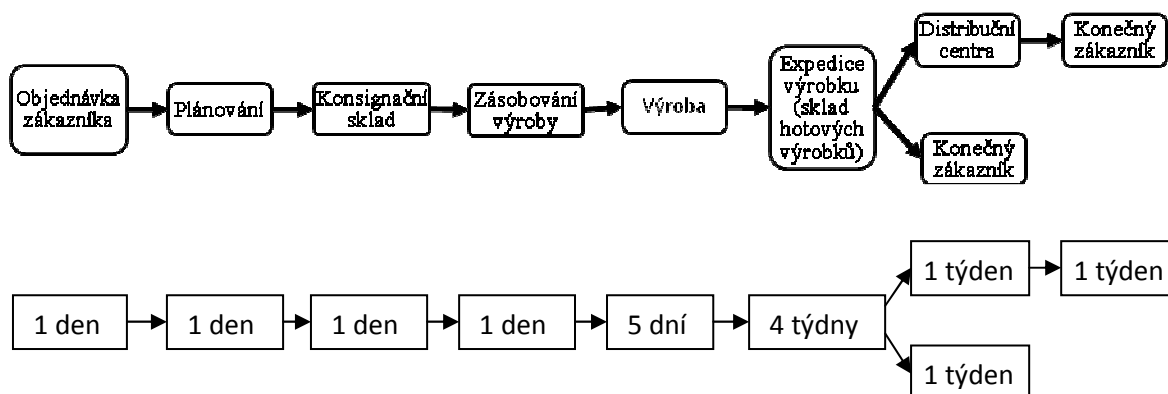 Objednávka
zákazníka
Plánování
Konsignační
sklad
Zásobování
výroby
Výroba
Expedice
výrobku
(sklad
hotových
výrobků)
Distribuční
centra
Konečný
zákazník
Konečný
zákazník
1 den
1 den
1 den
1 den
5 dní
4 týdny
1 týden
1 týden
1 týden